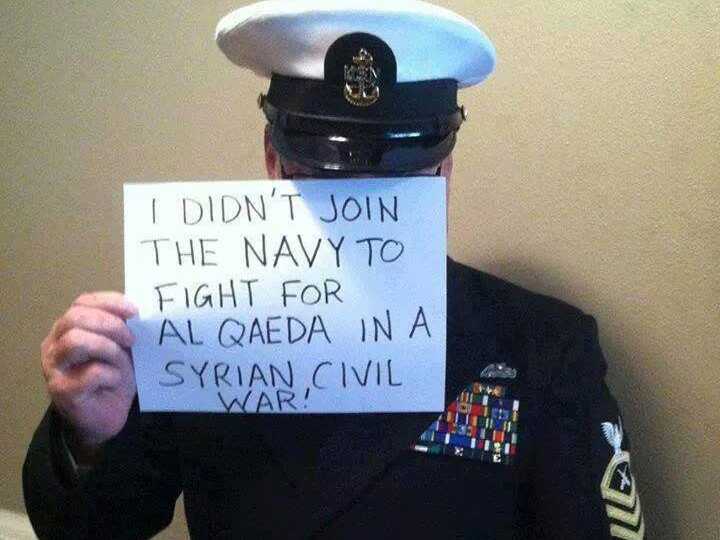 I DIDN'T JOIN
THE NAVY TO
FIGHT FOR
AL QAEDA IN A
SYRIAN CIVIL
WAR!